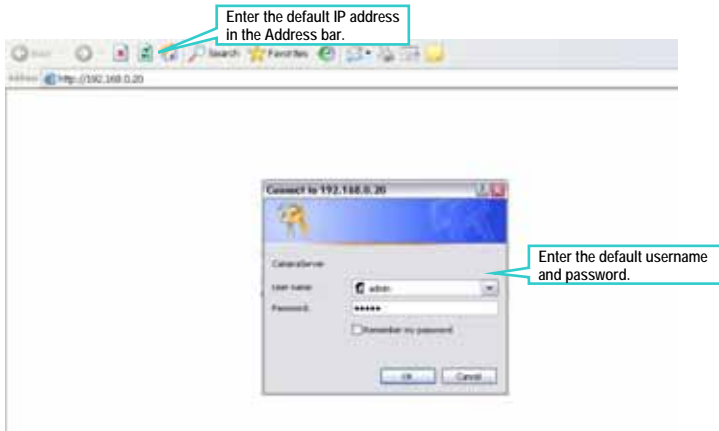 Enter the default IP address
in the Address bar.
Back Search Favorites
Address http://192.168.0.20
Connect to 192.168.0.20
CameraServer
User name: admin
Password: •••••
Remember my password
OK Cancel
Enter the default username
and password.